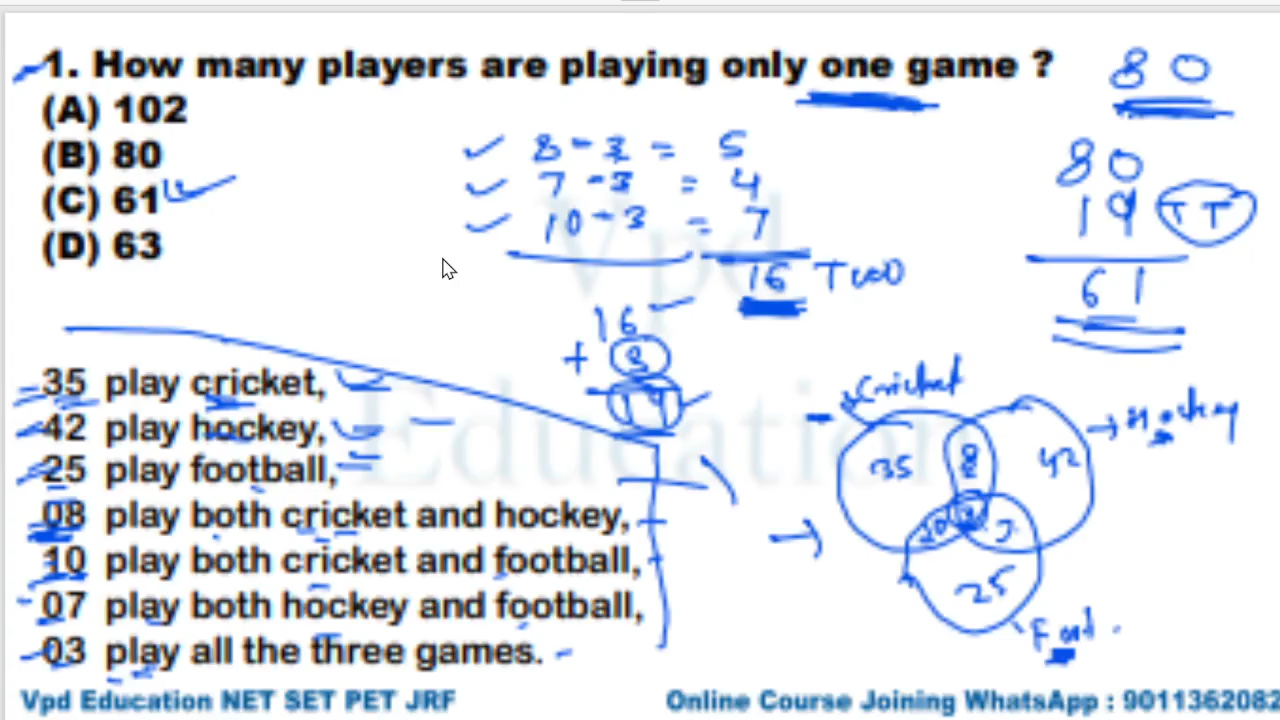 1. How many players are playing only one game ?
80
(A) 102
(B) 80
(C) 61
(D) 63
8 - 3 = 5
7 - 3 = 4
10 - 3 = 7
16 Two
80
19 TT
61
16
+ 3
19
Vpd
Education
35 play cricket,
42 play hockey,
25 play football,
08 play both cricket and hockey,
10 play both cricket and football,
07 play both hockey and football,
03 play all the three games.
Cricket
Hockey
35
42
25
Vpd Education NET SET PET JRF
Online Course Joining WhatsApp : 9011362082